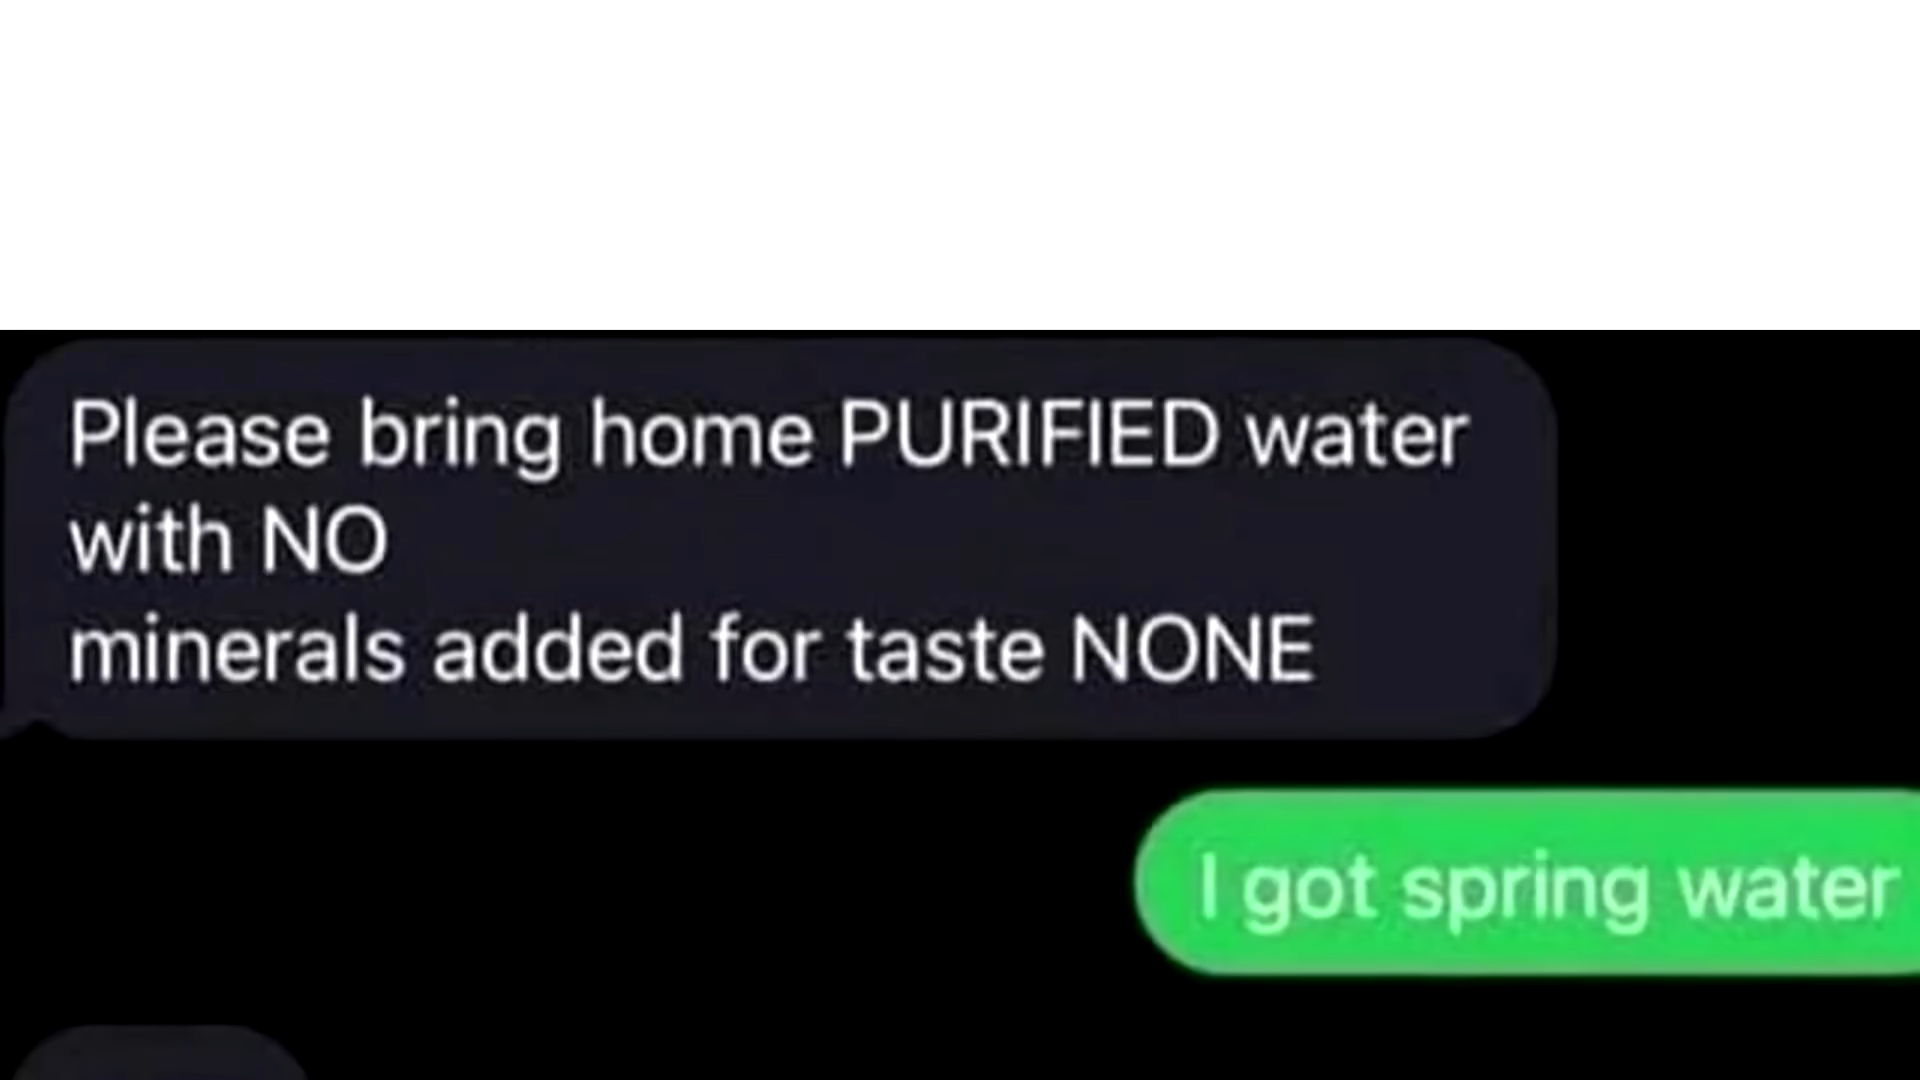 Please bring home PURIFIED water
with NO
minerals added for taste NONE
I got spring water